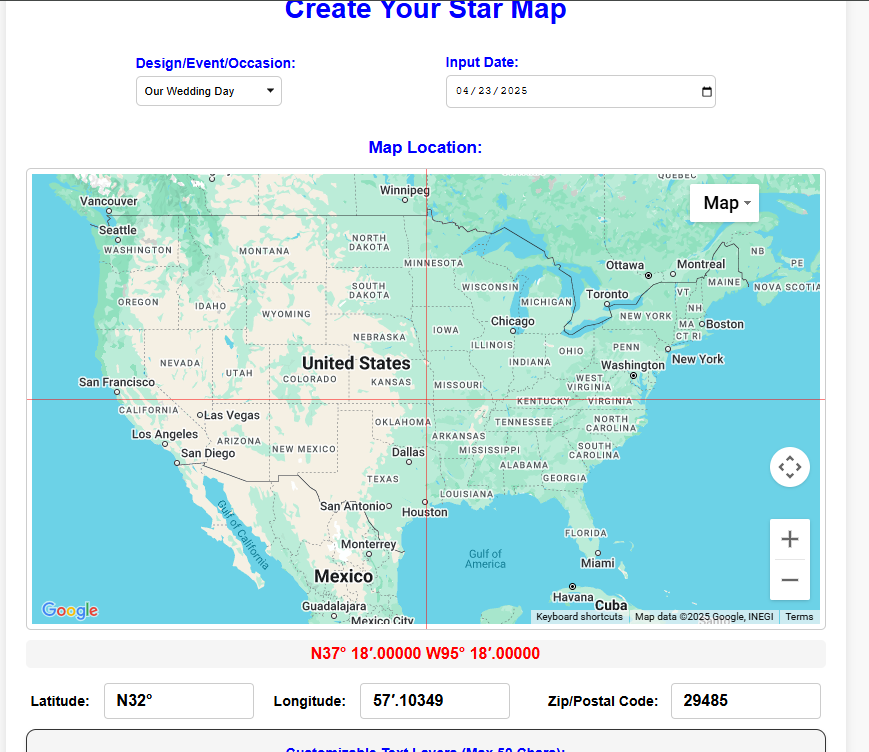 Create Your Star Map
Design/Event/Occasion:
Input Date:
Our Wedding Day
04/23/2025
Map Location:
QUEBEC
Winnipeg
Vancouver
Map
Seattle
WASHINGTON
NORTH
DAKOTA
MONTANA
NB
PE
MINNESOTA
Ottawa
Montreal
MAINE
NOVA SCOTIA
SOUTH
DAKOTA
WISCONSIN
VT
OREGON
IDAHO
MICHIGAN
Toronto
NH
WYOMING
NEW YORK
Chicago
MA
Boston
IOWA
NEBRASKA
CT RI
ILLINOIS
OHIO
PENN
New York
NEVADA
United States
INDIANA
Washington
UTAH
COLORADO
KANSAS
MISSOURI
WEST
VIRGINIA
San Francisco
KENTUCKY
VIRGINIA
CALIFORNIA
Las Vegas
OKLAHOMA
TENNESSEE
NORTH
CAROLINA
Los Angeles
ARIZONA
NEW MEXICO
ARKANSAS
MISSISSIPPI
SOUTH
CAROLINA
San Diego
Dallas
ALABAMA
GEORGIA
TEXAS
LOUISIANA
San Antonio
Houston
Gulf of California
FLORIDA
Monterrey
Gulf of
America
Miami
Mexico
Havana
Cuba
Guadalajara
Mexico City
Google
Keyboard shortcuts
Map data ©2025 Google, INEGI
Terms
N37° 18′.00000 W95° 18′.00000
Latitude: N32°
Longitude: 57′.10349
Zip/Postal Code: 29485
Customizable Text Layers (Max 50 Chars):